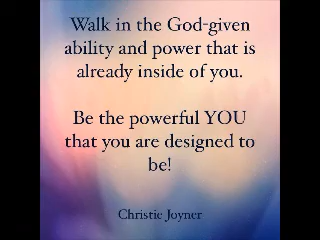 Walk in the God-given
ability and power that is
already inside of you.
Be the powerful YOU
that you are designed to
be!
Christie Joyner